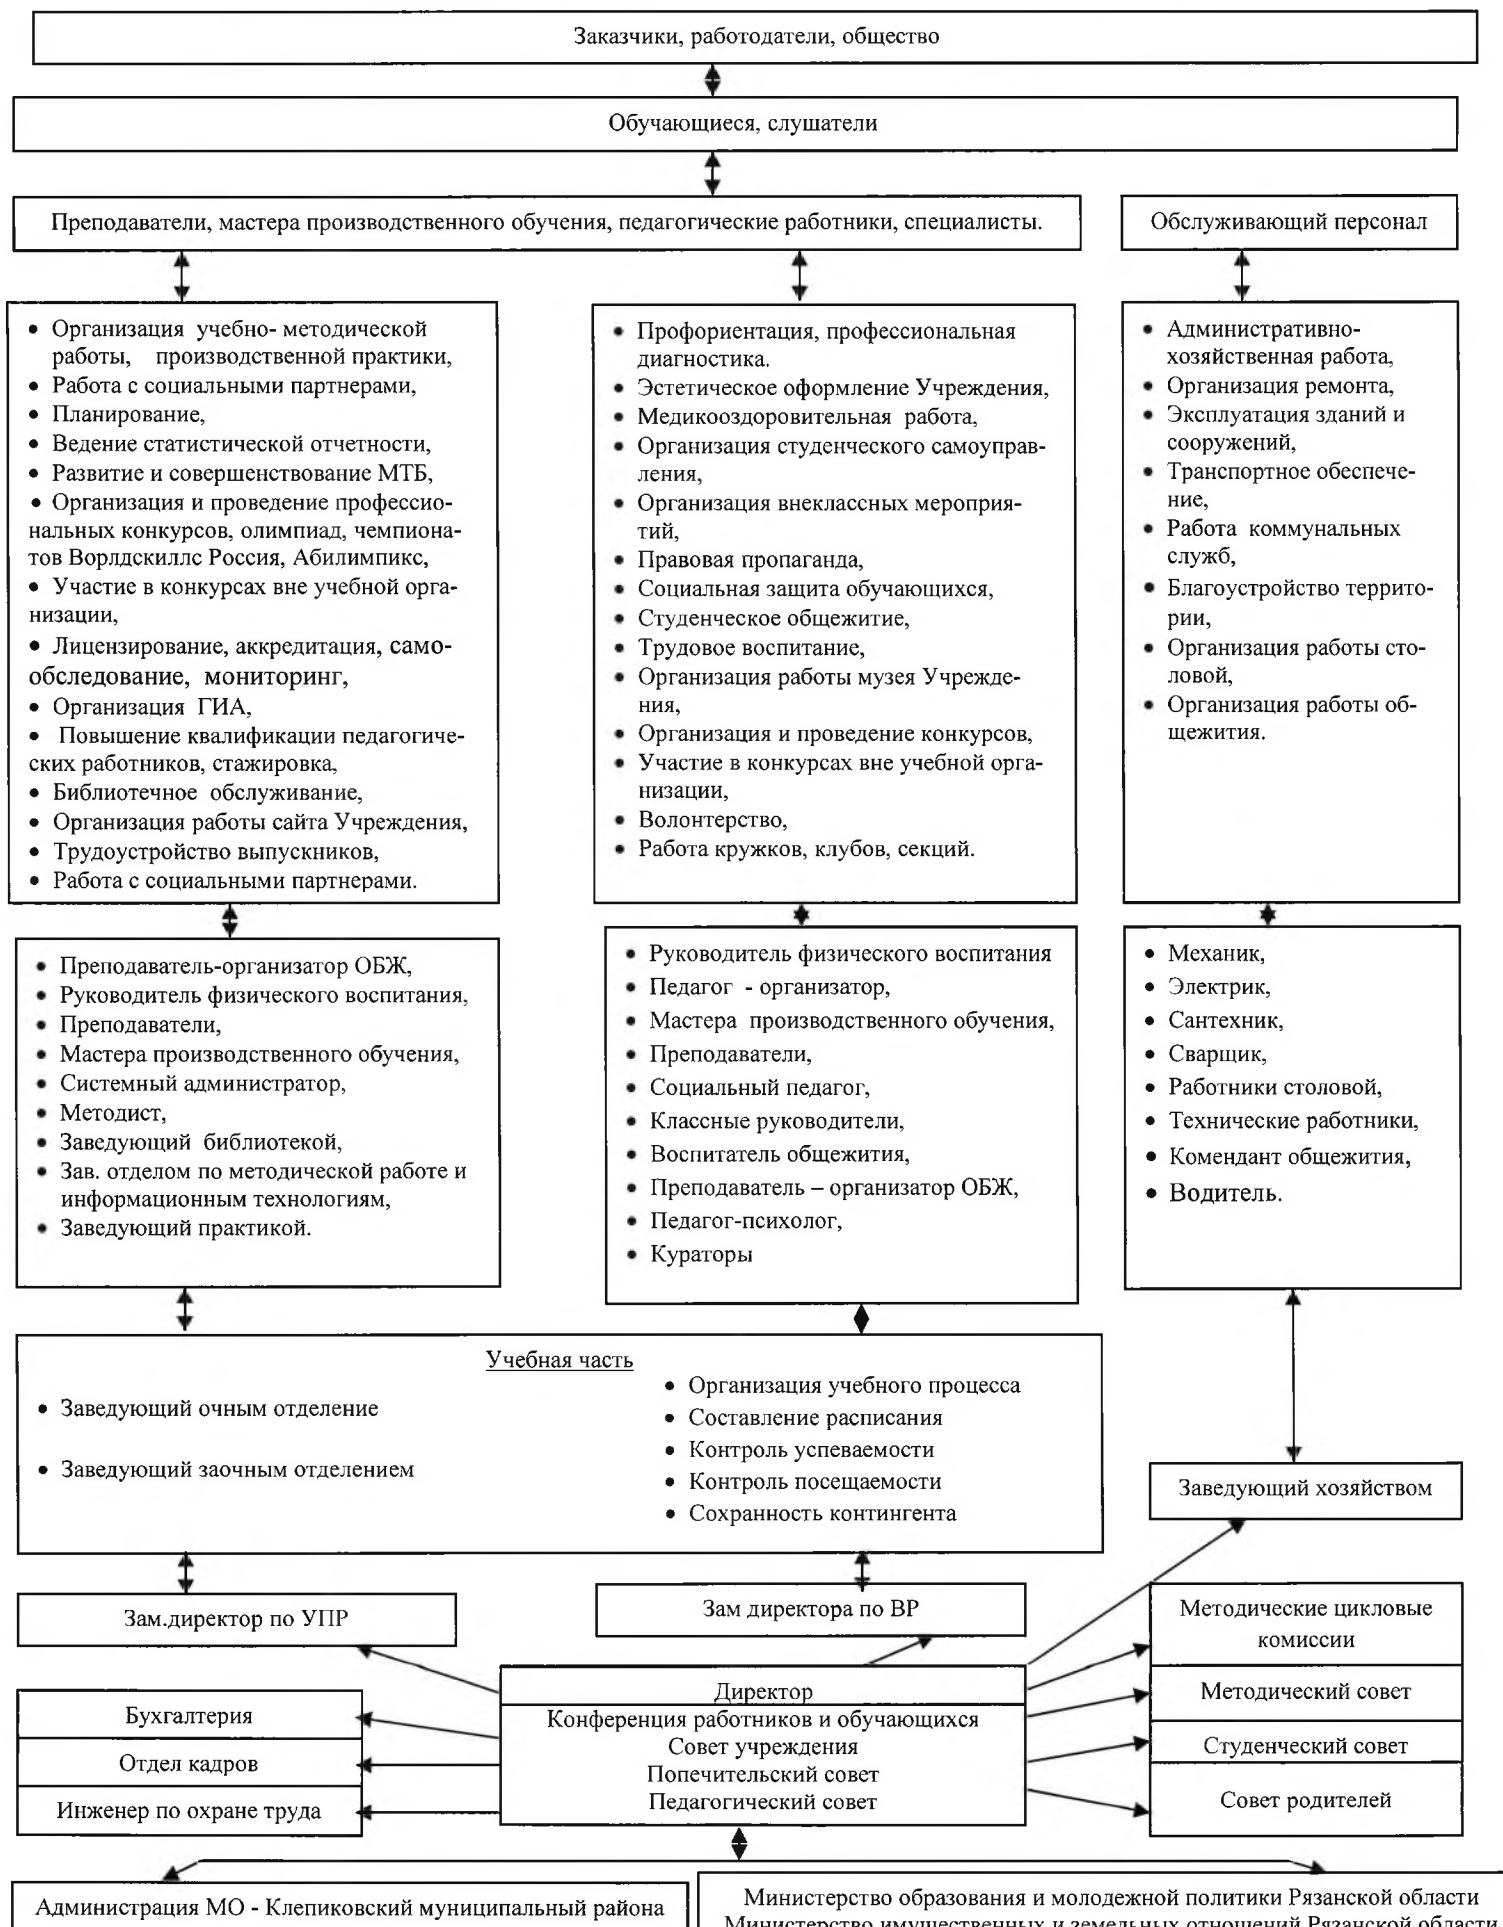 Заказчики, работодатели, общество
Обучающиеся, слушатели
Преподаватели, мастера производственного обучения, педагогические работники, специалисты.
Обслуживающий персонал
• Организация учебно- методической
работы, производственной практики,
• Работа с социальными партнерами,
• Планирование,
• Ведение статистической отчетности,
• Развитие и совершенствование МТБ,
• Организация и проведение профессио-
нальных конкурсов, олимпиад, чемпиона-
тов Ворлдскиллс Россия, Абилимпикс,
• Участие в конкурсах вне учебной орга-
низации,
• Лицензирование, аккредитация, само-
обследование, мониторинг,
• Организация ГИА,
• Повышение квалификации педагогиче-
ских работников, стажировка,
• Библиотечное обслуживание,
• Организация работы сайта Учреждения,
• Трудоустройство выпускников,
• Работа с социальными партнерами.
• Профориентация, профессиональная
диагностика.
• Эстетическое оформление Учреждения,
• Медикооздоровительная работа,
• Организация студенческого самоуправ-
ления,
• Организация внеклассных мероприя-
тий,
• Правовая пропаганда,
• Социальная защита обучающихся,
• Студенческое общежитие,
• Трудовое воспитание,
• Организация работы музея Учрежде-
ния,
• Организация и проведение конкурсов,
• Участие в конкурсах вне учебной орга-
низации,
• Волонтерство,
• Работа кружков, клубов, секций.
• Административно-
хозяйственная работа,
• Организация ремонта,
• Эксплуатация зданий и
сооружений,
• Транспортное обеспече-
ние,
• Работа коммунальных
служб,
• Благоустройство террито-
рии,
• Организация работы сто-
ловой,
• Организация работы об-
щежития.
• Преподаватель-организатор ОБЖ,
• Руководитель физического воспитания,
• Преподаватели,
• Мастера производственного обучения,
• Системный администратор,
• Методист,
• Заведующий библиотекой,
• Зав. отделом по методической работе и
информационным технологиям,
• Заведующий практикой.
• Руководитель физического воспитания
• Педагог - организатор,
• Мастера производственного обучения,
• Преподаватели,
• Социальный педагог,
• Классные руководители,
• Воспитатель общежития,
• Преподаватель – организатор ОБЖ,
• Педагог-психолог,
• Кураторы
• Механик,
• Электрик,
• Сантехник,
• Сварщик,
• Работники столовой,
• Технические работники,
• Комендант общежития,
• Водитель.
Учебная часть
• Заведующий очным отделение
• Заведующий заочным отделением
• Организация учебного процесса
• Составление расписания
• Контроль успеваемости
• Контроль посещаемости
• Сохранность контингента
Заведующий хозяйством
Зам.директор по УПР
Зам директора по ВР
Методические цикловые
комиссии
Методический совет
Студенческий совет
Совет родителей
Бухгалтерия
Отдел кадров
Инженер по охране труда
Директор
Конференция работников и обучающихся
Совет учреждения
Попечительский совет
Педагогический совет
Администрация МО - Клепиковский муниципальный района
Министерство образования и молодежной политики Рязанской области
Министерство имущественных и земельных отношений Рязанской области